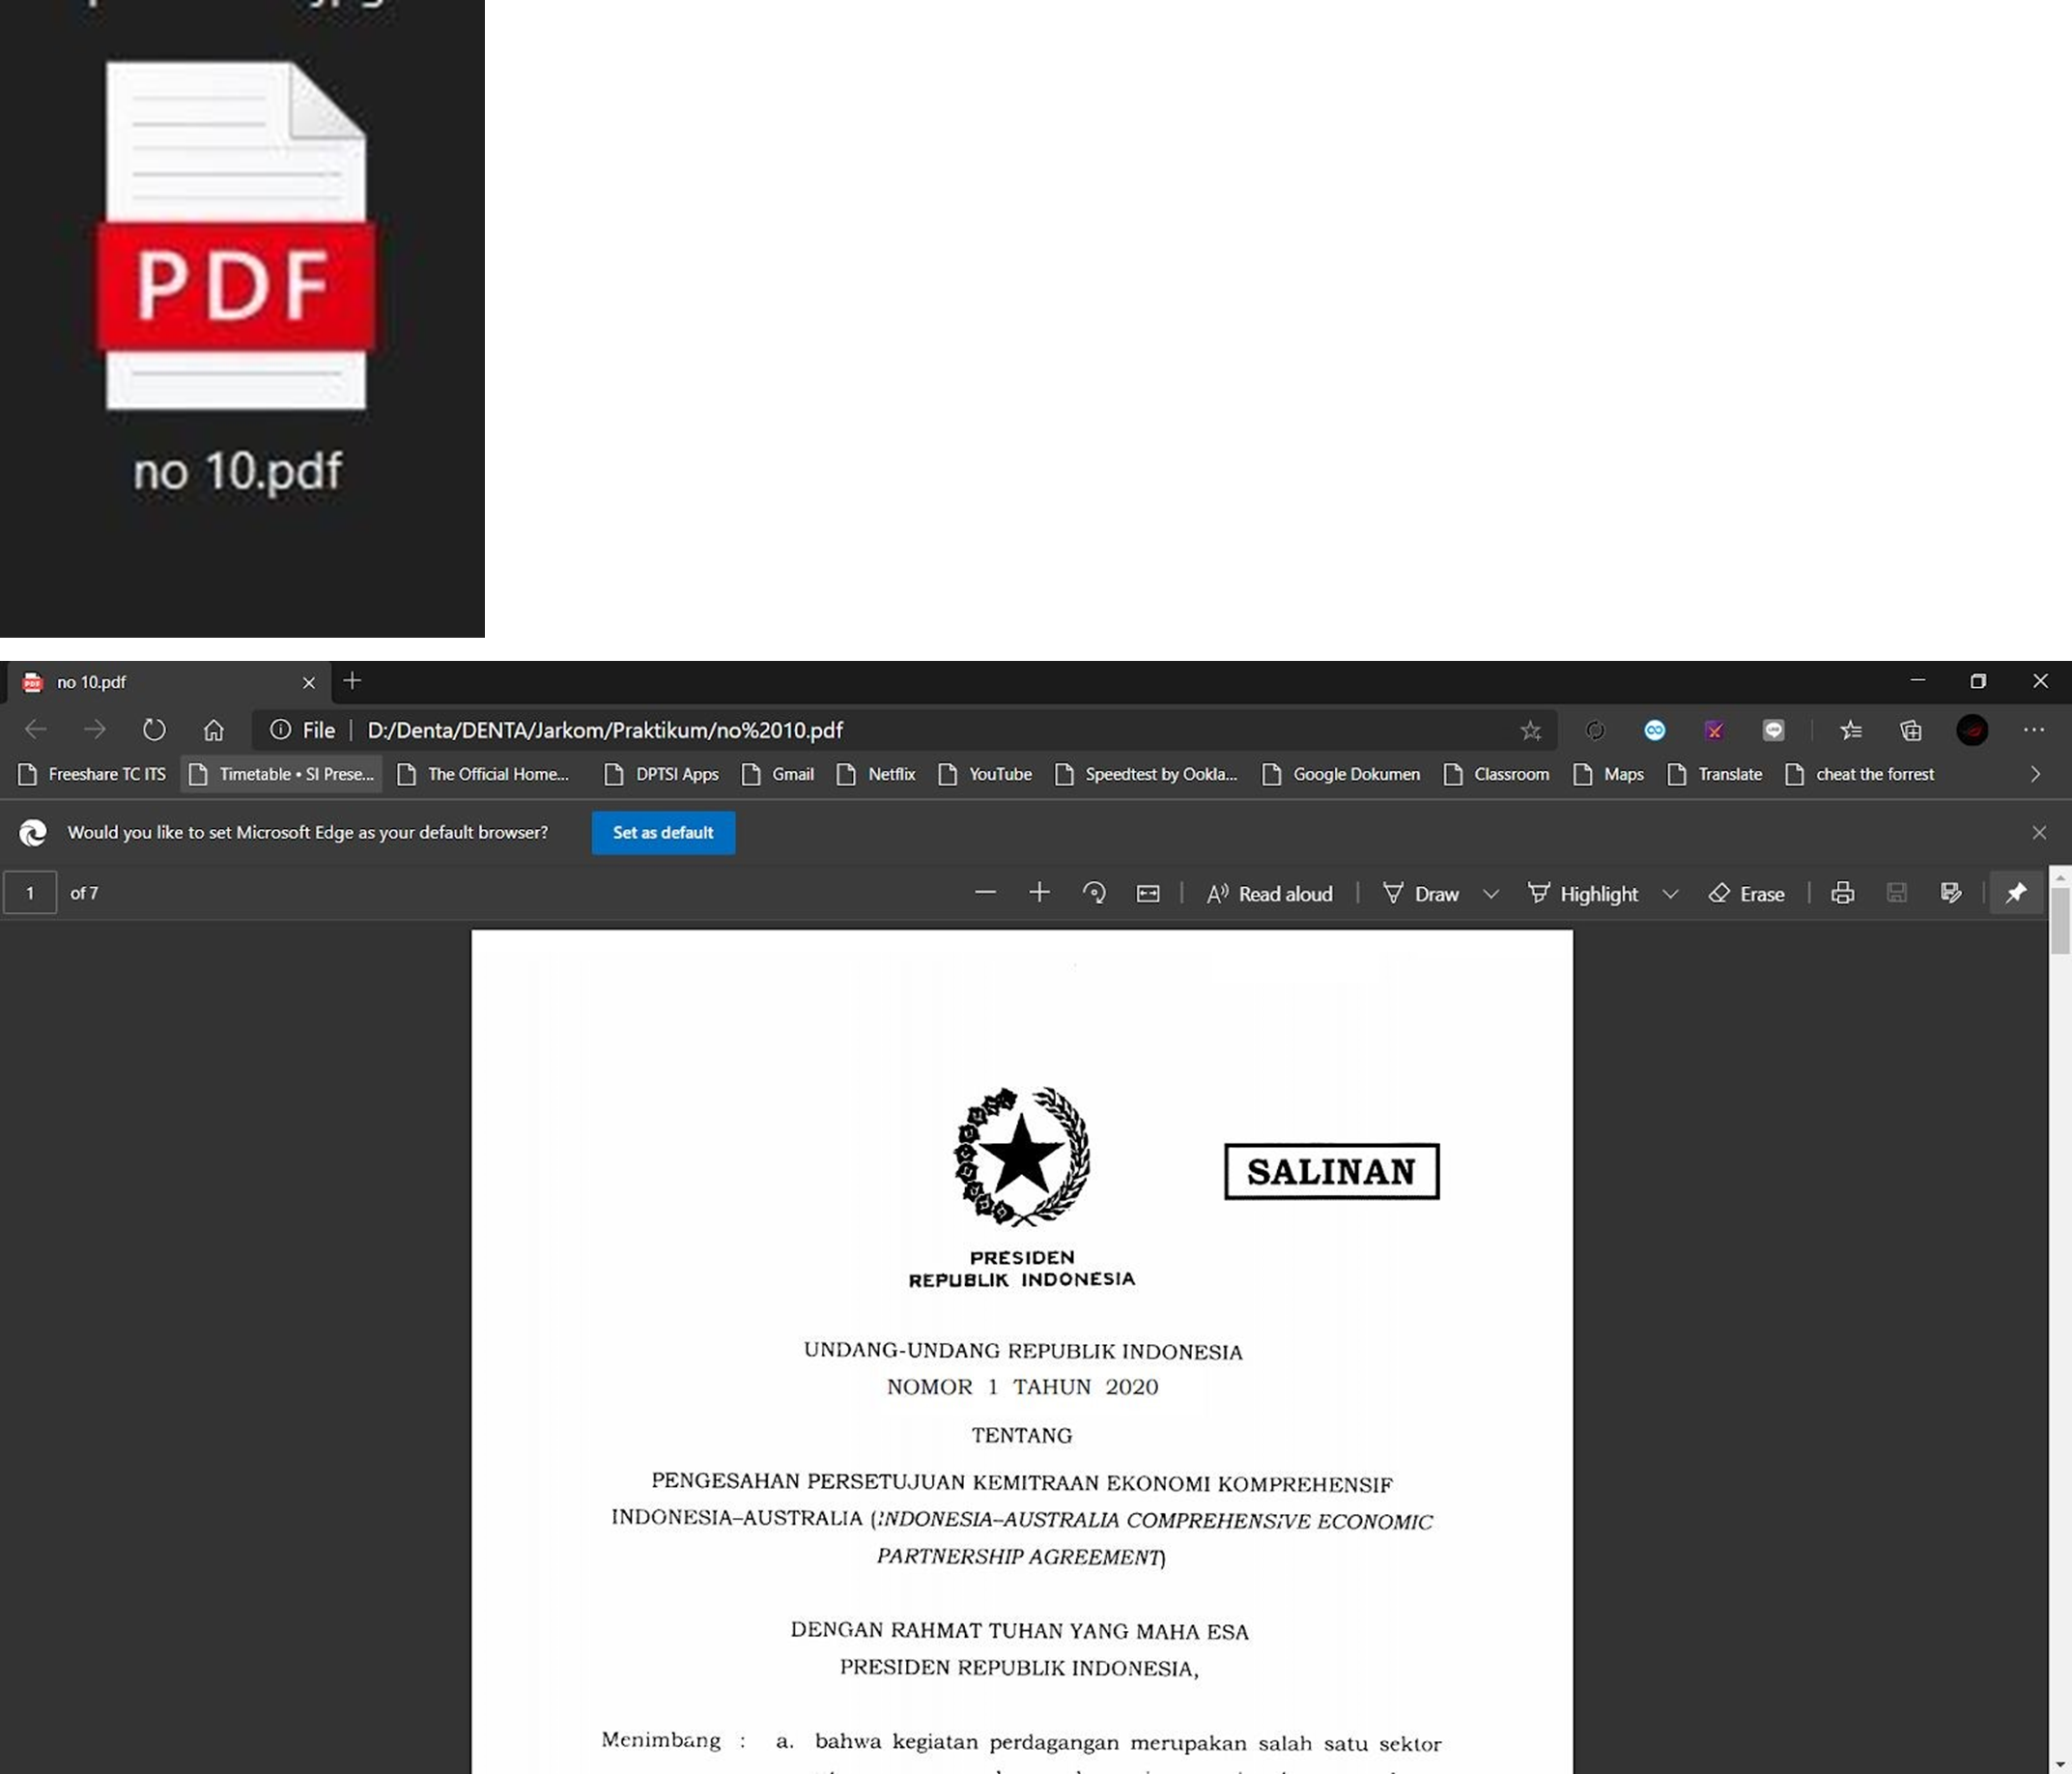 PDF
no 10.pdf
no 10.pdf
File | D:/Denta/DENTA/Jarkom/Praktikum/no%2010.pdf
Freeshare TC ITS Timetable • SI Prese... The Official Home... DPTSI Apps Gmail Netflix YouTube Speedtest by Ookla... Google Dokumen Classroom Maps Translate cheat the forrest
Would you like to set Microsoft Edge as your default browser? Set as default
1 of 7 Read aloud Draw Highlight Erase
SALINAN
PRESIDEN
REPUBLIK INDONESIA
UNDANG-UNDANG REPUBLIK INDONESIA
NOMOR 1 TAHUN 2020
TENTANG
PENGESAHAN PERSETUJUAN KEMITRAAN EKONOMI KOMPREHENSIF
INDONESIA–AUSTRALIA (INDONESIA–AUSTRALIA COMPREHENSIVE ECONOMIC
PARTNERSHIP AGREEMENT)
DENGAN RAHMAT TUHAN YANG MAHA ESA
PRESIDEN REPUBLIK INDONESIA,
Menimbang : a. bahwa kegiatan perdagangan merupakan salah satu sektor